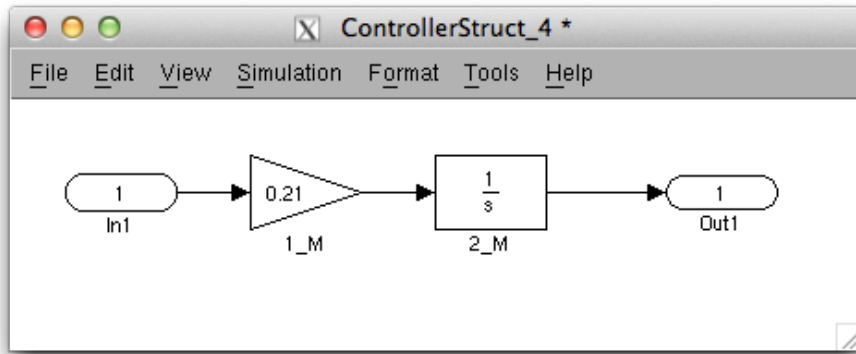 ControllerStruct_4 *
File Edit View Simulation Format Tools Help
1
In1
0.21
1_M
1
s
2_M
1
Out1